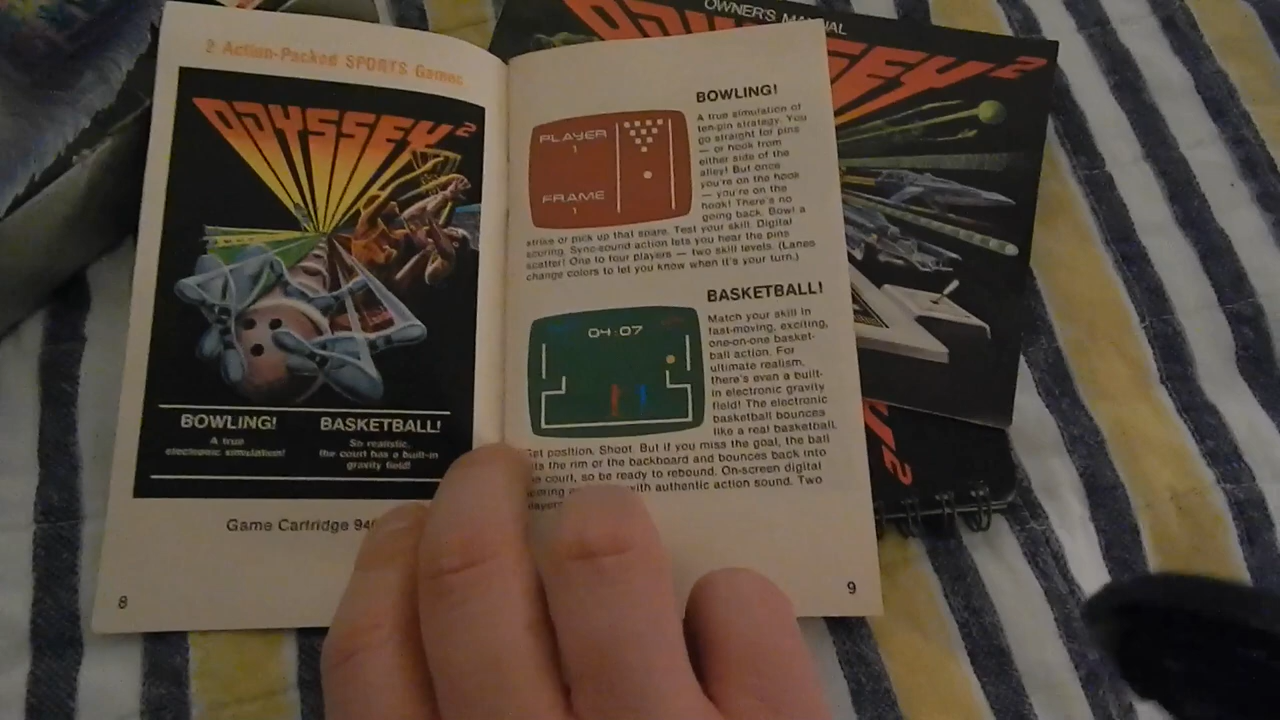 2 Action-Packed SPORTS Games
ODYSSEY²
BOWLING!
A true
electronic simulation!
BASKETBALL!
So realistic,
the court has a built-in
gravity field!
Game Cartridge
8
BOWLING!
PLAYER
1
FRAME
1
A true simulation of
ten-pin strategy. You
go straight for pins
— or hook from
either side of the
alley! But once
you're on the hook
— you're on the
hook! There's no
going back. Bowl a
strike or pick up that spare. Test your skill. Digital
scoring. Sync-sound action lets you hear the pins
scatter! One to four players — two skill levels. (Lanes
change colors to let you know when it's your turn.)
BASKETBALL!
04:07
Match your skill in
fast-moving, exciting,
one-on-one basket-
ball action. For
ultimate realism,
there's even a built-
in electronic gravity
field! The electronic
basketball bounces
like a real basketball.
Get position. Shoot. But if you miss the goal, the ball
the rim or the backboard and bounces back into
court, so be ready to rebound. On-screen digital
with authentic action sound. Two
9
OWNER'S MANUAL
ODYSSEY²